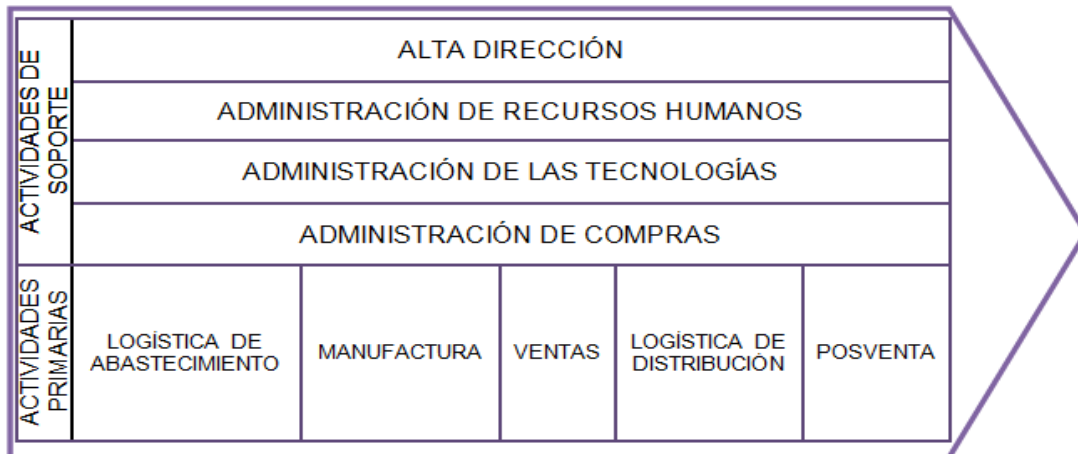 ACTIVIDADES DE
SOPORTE
ALTA DIRECCIÓN
ADMINISTRACIÓN DE RECURSOS HUMANOS
ADMINISTRACIÓN DE LAS TECNOLOGÍAS
ADMINISTRACIÓN DE COMPRAS
ACTIVIDADES
PRIMARIAS
LOGÍSTICA DE
ABASTECIMIENTO
MANUFACTURA
VENTAS
LOGÍSTICA DE
DISTRIBUCIÓN
POSVENTA